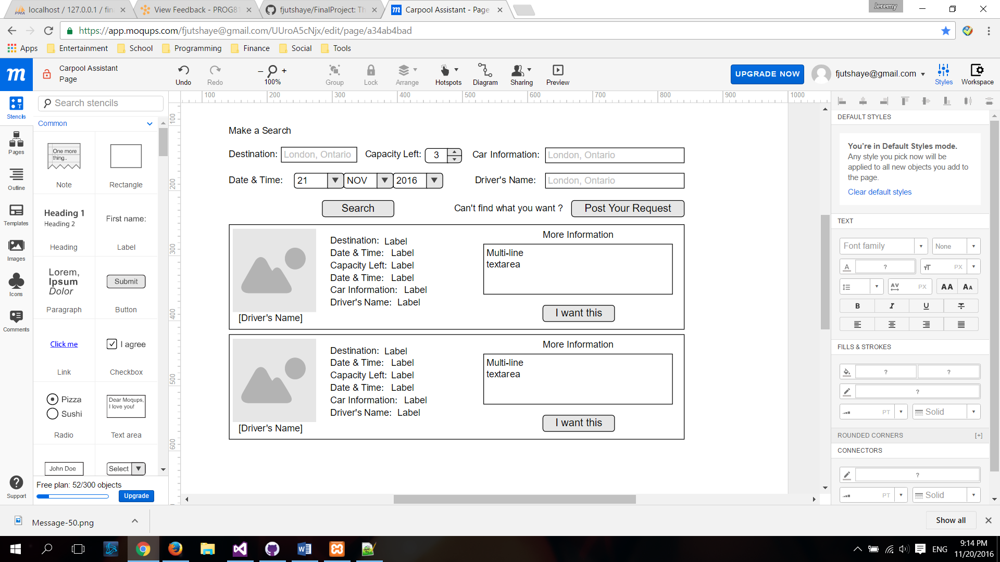 Jeremy
localhost / 127.0.0.1 / fin
View Feedback - PROG81
fjutshaye/FinalProject: Th
Carpool Assistant - Page
https://app.moqups.com/fjutshaye@gmail.com/UUroA5cNjx/edit/page/a34ab4bad
Apps Entertainment School Programming Finance Social Tools
m
Carpool Assistant
Page
Undo Redo 100% Group Lock Arrange Hotspots Diagram Sharing Preview
UPGRADE NOW
fjutshaye@gmail.com
Styles Workspace
Stencils
Pages
Outline
Templates
Images
Icons
Comments
Support
Search stencils
Common
One more
thing..
Note Rectangle
Heading 1
Heading 2
First name:
Heading Label
Lorem,
Ipsum
Dolor
Submit
Paragraph Button
Click me
I agree
Link Checkbox
Pizza
Sushi
Dear Moqups,
I love you!
Radio Text area
John Doe Select
Free plan: 52/300 objects
Upgrade
100 200 300 400 500 600 700 800 900 1000
100
200
300
400
500
600
Make a Search
Destination: London, Ontario Capacity Left: 3 Car Information: London, Ontario
Date & Time: 21 NOV 2016 Driver's Name: London, Ontario
Search Can't find what you want ? Post Your Request
[Driver's Name]
Destination: Label
Date & Time: Label
Capacity Left: Label
Date & Time: Label
Car Information: Label
Driver's Name: Label
More Information
Multi-line
textarea
I want this
[Driver's Name]
Destination: Label
Date & Time: Label
Capacity Left: Label
Date & Time: Label
Car Information: Label
Driver's Name: Label
More Information
Multi-line
textarea
I want this
DEFAULT STYLES
You're in Default Styles mode.
Any style you pick now will be
applied to all new objects you add to
the page.
Clear default styles
TEXT
Font family None
A ? TT PX
AV PX AA AA
B I U T
FILLS & STROKES
? ?
?
PT Solid
ROUNDED CORNERS [+]
CONNECTORS
?
PT Solid
Message-50.png
Show all
ENG
9:14 PM
11/20/2016